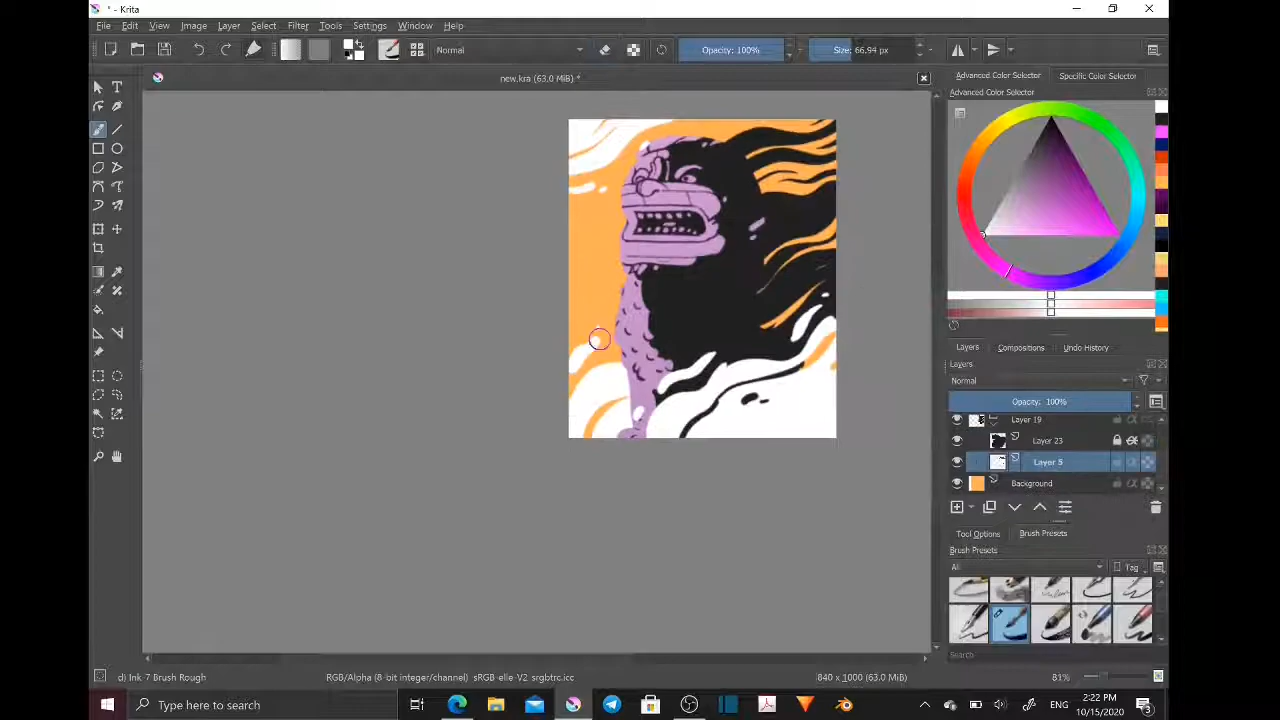 * - Krita
File Edit View Image Layer Select Filter Tools Settings Window Help
Normal Opacity: 100% Size: 66.94 px
new.kra (63.0 MiB) *
Advanced Color Selector Specific Color Selector
Advanced Color Selector
Layers Compositions Undo History
Layers
Normal
Opacity: 100%
Layer 19
Layer 23
Layer 5
Background
Tool Options Brush Presets
Brush Presets
All Tag
Search
d) Ink-7 Brush Rough RGB/Alpha (8-bit integer/channel) sRGB-elle-V2-srgbtrc.icc 840 x 1000 (63.0 MiB) 81%
Type here to search
ENG
2:22 PM
10/15/2020
3